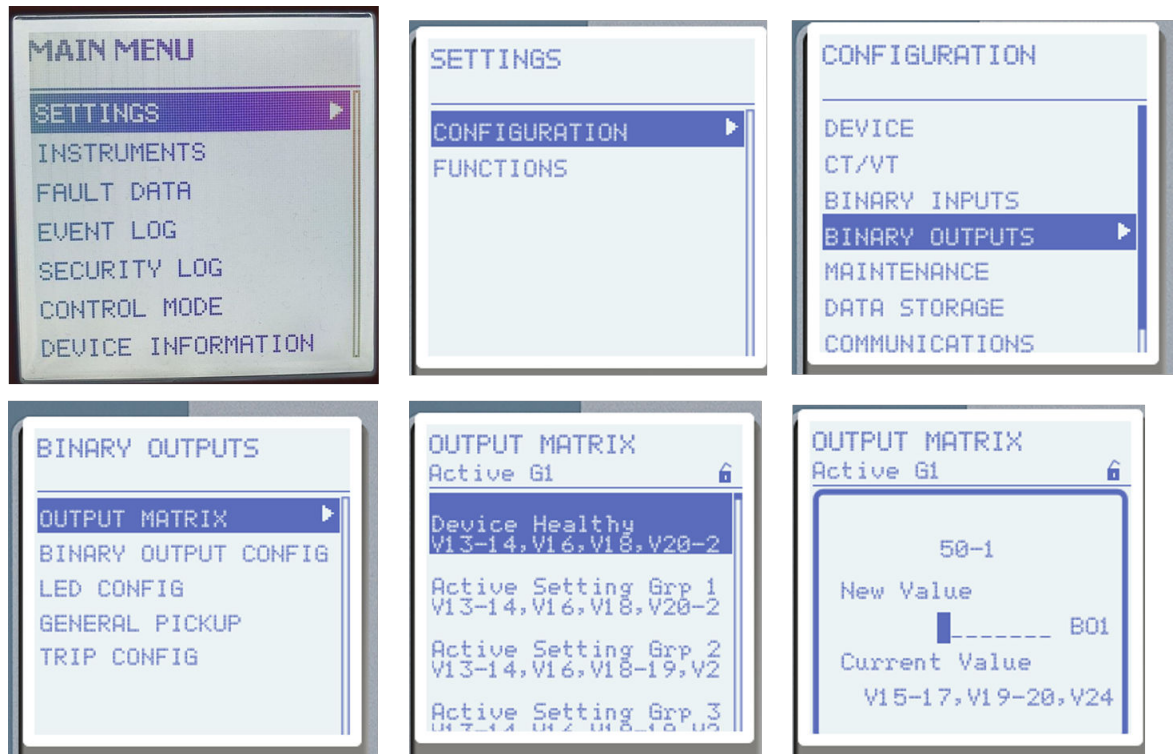 MAIN MENU
SETTINGS
INSTRUMENTS
FAULT DATA
EVENT LOG
SECURITY LOG
CONTROL MODE
DEVICE INFORMATION
SETTINGS
CONFIGURATION
FUNCTIONS
CONFIGURATION
DEVICE
CT/VT
BINARY INPUTS
BINARY OUTPUTS
MAINTENANCE
DATA STORAGE
COMMUNICATIONS
BINARY OUTPUTS
OUTPUT MATRIX
BINARY OUTPUT CONFIG
LED CONFIG
GENERAL PICKUP
TRIP CONFIG
OUTPUT MATRIX
Active G1
Device Healthy
V13-14,V16,V18,V20-2
Active Setting Grp 1
V13-14,V16,V18,V20-2
Active Setting Grp 2
V13-14,V16,V18-19,V2
Active Setting Grp 3
OUTPUT MATRIX
Active G1
50-1
New Value
_______ BO1
Current Value
V15-17,V19-20,V24